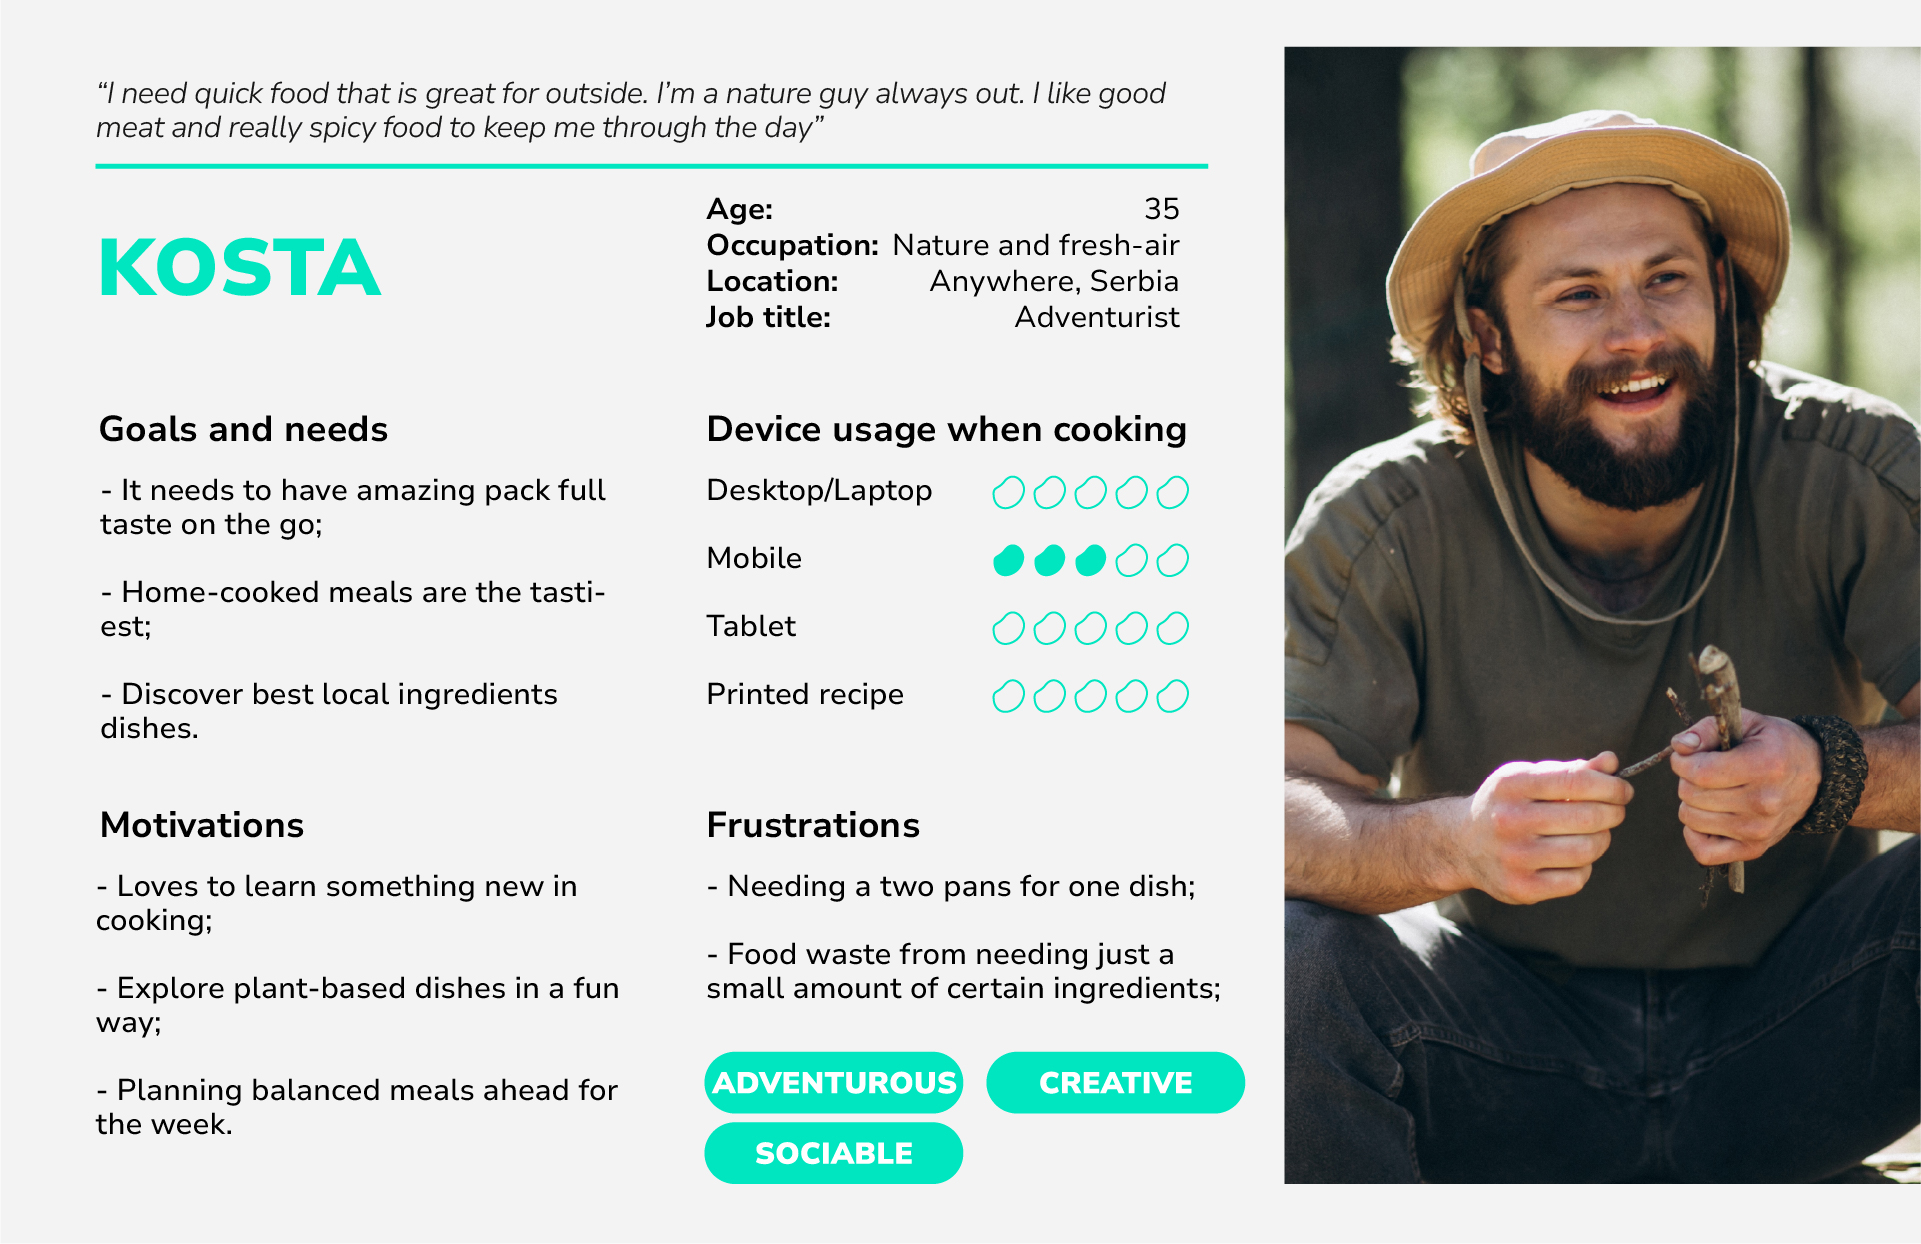 “I need quick food that is great for outside. I’m a nature guy always out. I like good
meat and really spicy food to keep me through the day”
KOSTA
Age: 35
Occupation: Nature and fresh-air
Location: Anywhere, Serbia
Job title: Adventurist
Goals and needs
- It needs to have amazing pack full
taste on the go;
- Home-cooked meals are the tasti-
est;
- Discover best local ingredients
dishes.
Device usage when cooking
Desktop/Laptop
Mobile
Tablet
Printed recipe
Motivations
- Loves to learn something new in
cooking;
- Explore plant-based dishes in a fun
way;
- Planning balanced meals ahead for
the week.
Frustrations
- Needing a two pans for one dish;
- Food waste from needing just a
small amount of certain ingredients;
ADVENTUROUS
CREATIVE
SOCIABLE